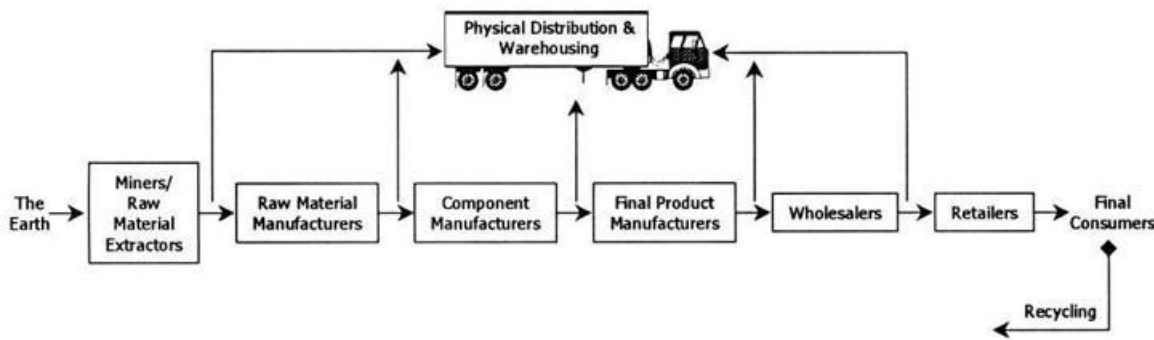 Physical Distribution &
Warehousing
The
Earth
Miners/
Raw
Material
Extractors
Raw Material
Manufacturers
Component
Manufacturers
Final Product
Manufacturers
Wholesalers
Retailers
Final
Consumers
Recycling